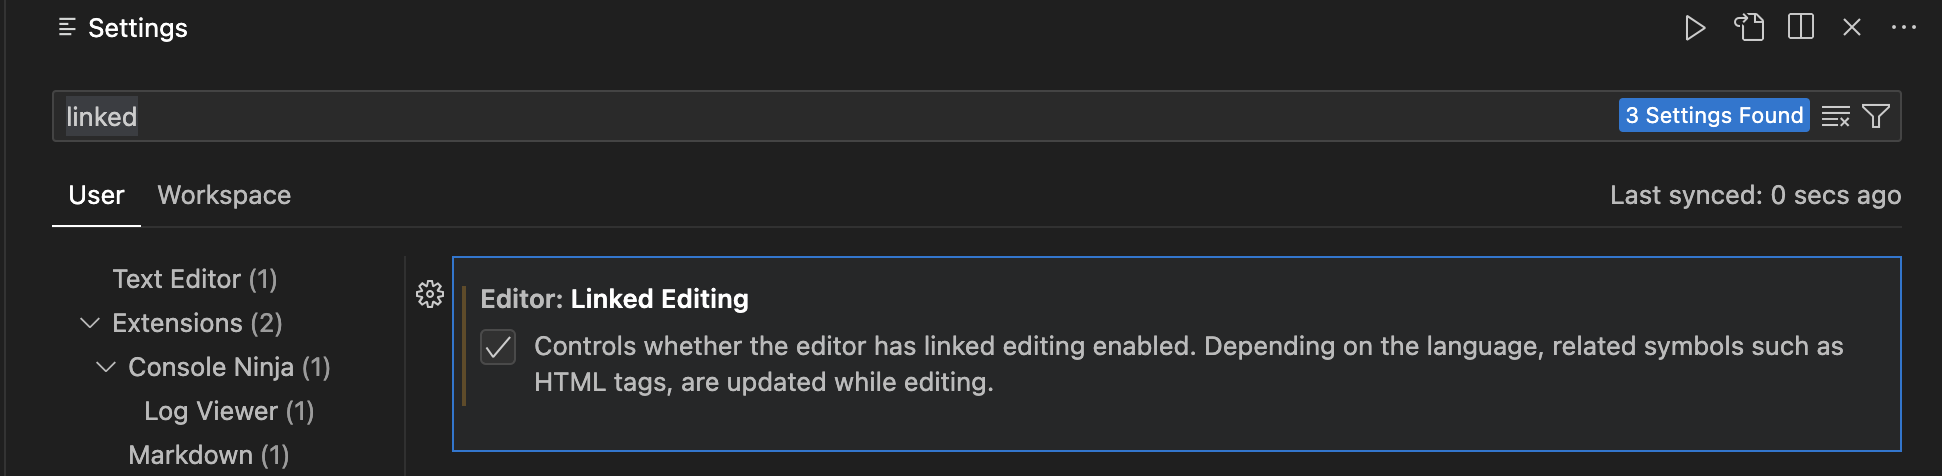 Settings
linked
3 Settings Found
User Workspace
Last synced: 0 secs ago
Text Editor (1)
Extensions (2)
Console Ninja (1)
Log Viewer (1)
Markdown (1)
Editor: Linked Editing
Controls whether the editor has linked editing enabled. Depending on the language, related symbols such as
HTML tags, are updated while editing.